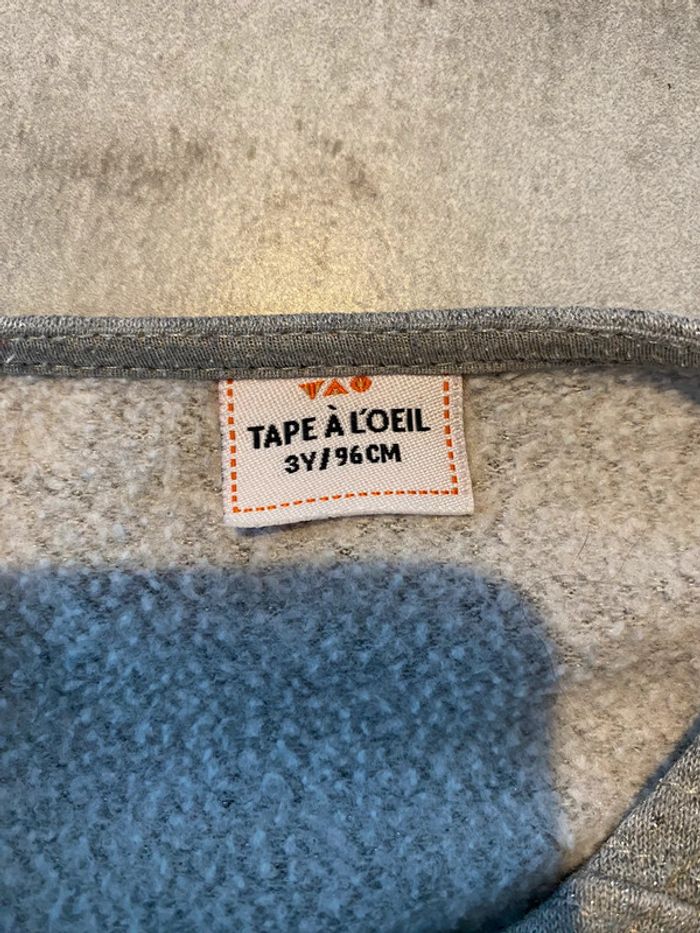 TAO
TAPE À L'OEIL
3Y/96CM